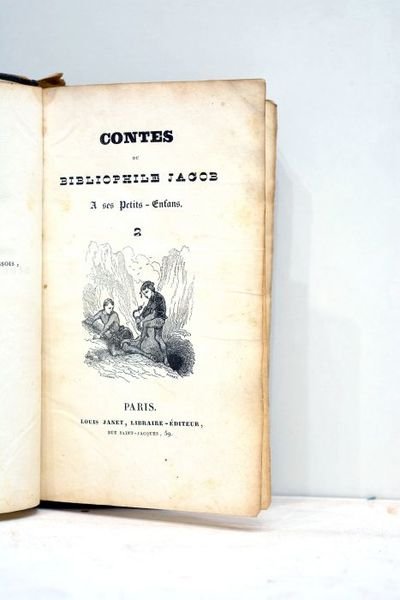 CONTES
DU
BIBLIOPHILE JACOB
A ses Petits-Enfans.
2
PARIS.
LOUIS JANET, LIBRAIRE-ÉDITEUR,
RUE SAINT-JACQUES, 59.